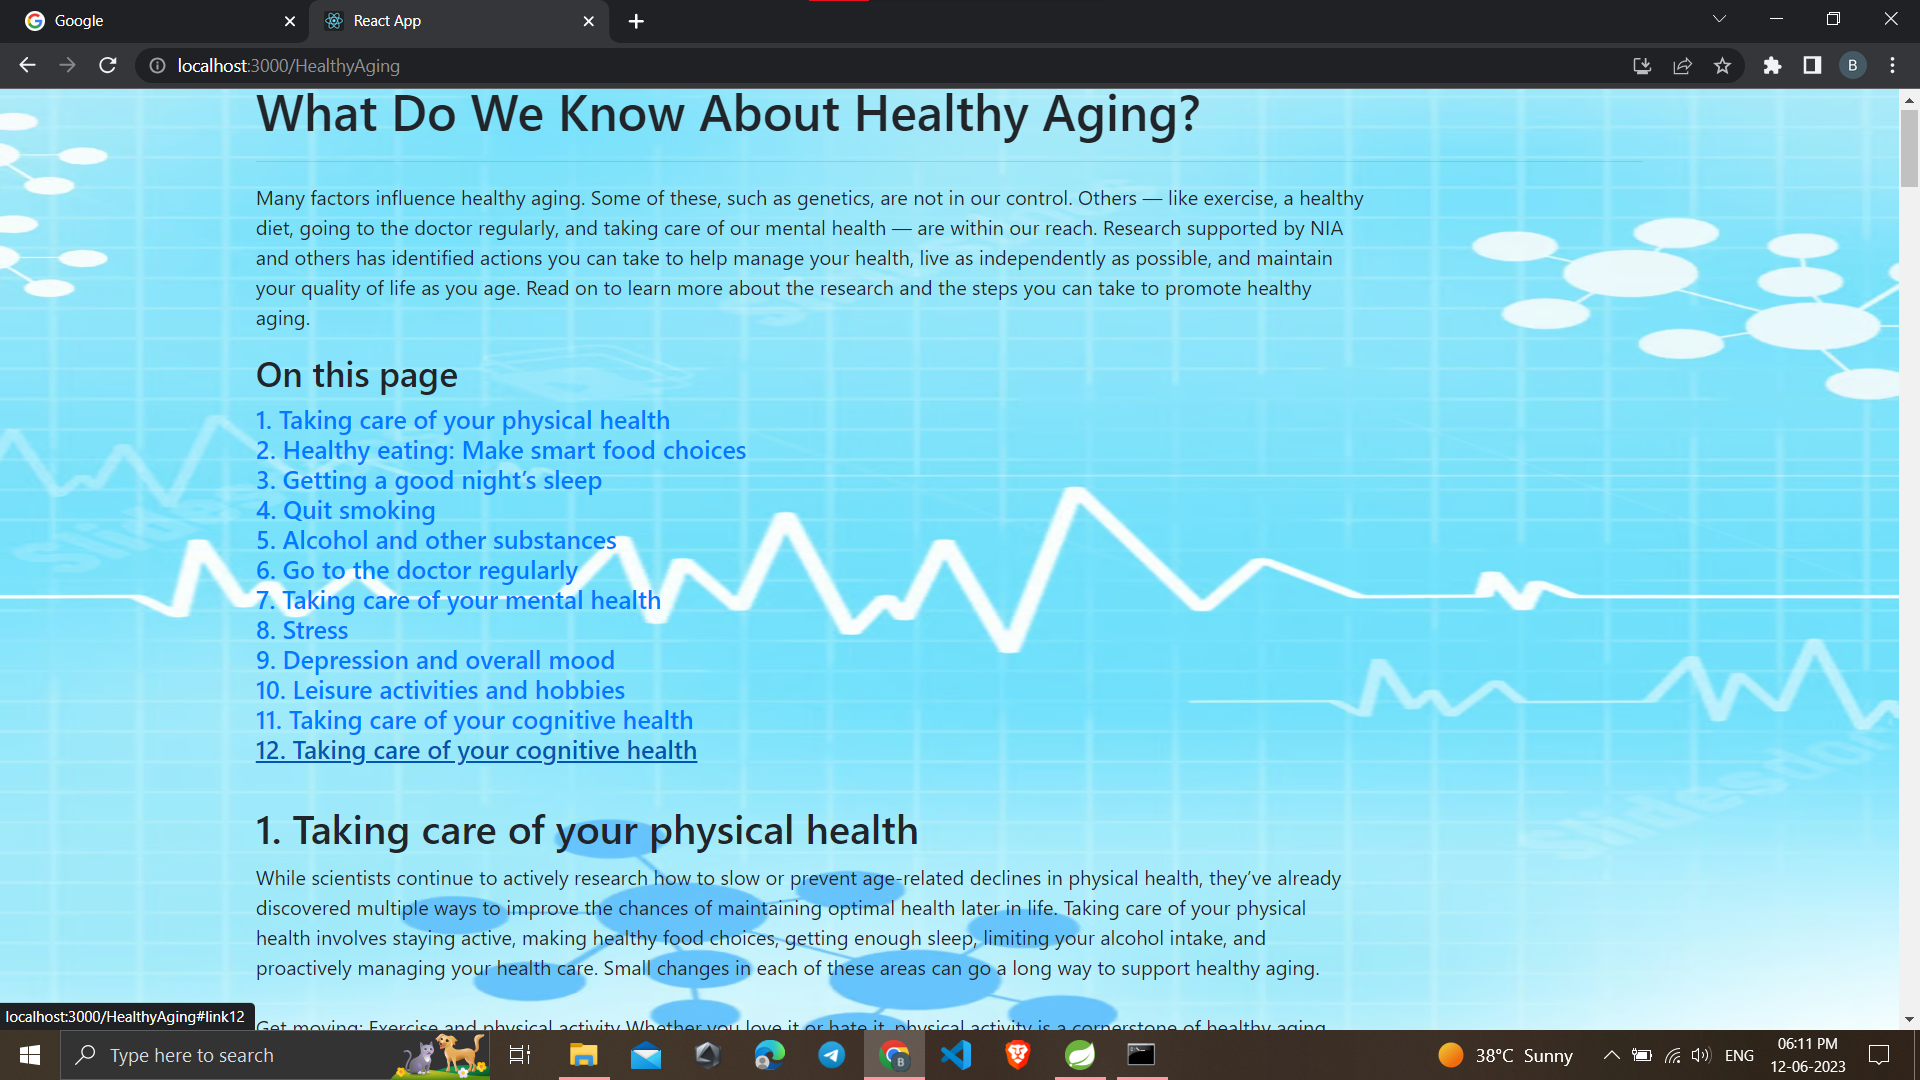 Google
React App
localhost:3000/HealthyAging
B
What Do We Know About Healthy Aging?
Many factors influence healthy aging. Some of these, such as genetics, are not in our control. Others — like exercise, a healthy
diet, going to the doctor regularly, and taking care of our mental health — are within our reach. Research supported by NIA
and others has identified actions you can take to help manage your health, live as independently as possible, and maintain
your quality of life as you age. Read on to learn more about the research and the steps you can take to promote healthy
aging.
On this page
1. Taking care of your physical health
2. Healthy eating: Make smart food choices
3. Getting a good night’s sleep
4. Quit smoking
5. Alcohol and other substances
6. Go to the doctor regularly
7. Taking care of your mental health
8. Stress
9. Depression and overall mood
10. Leisure activities and hobbies
11. Taking care of your cognitive health
12. Taking care of your cognitive health
1. Taking care of your physical health
While scientists continue to actively research how to slow or prevent age-related declines in physical health, they’ve already
discovered multiple ways to improve the chances of maintaining optimal health later in life. Taking care of your physical
health involves staying active, making healthy food choices, getting enough sleep, limiting your alcohol intake, and
proactively managing your health care. Small changes in each of these areas can go a long way to support healthy aging.
Get moving: Exercise and physical activity Whether you love it or hate it, physical activity is a cornerstone of healthy aging.
localhost:3000/HealthyAging#link12
Type here to search
B
38°C Sunny
ENG
06:11 PM
12-06-2023